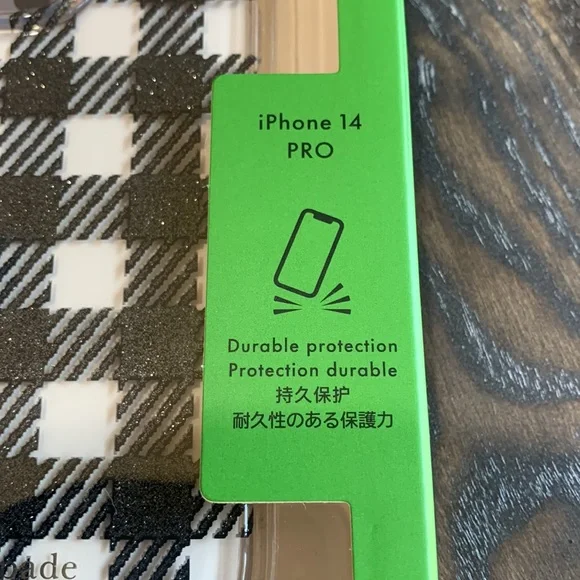 iPhone 14
PRO
Durable protection
Protection durable
持久保护
耐久性のある保護力